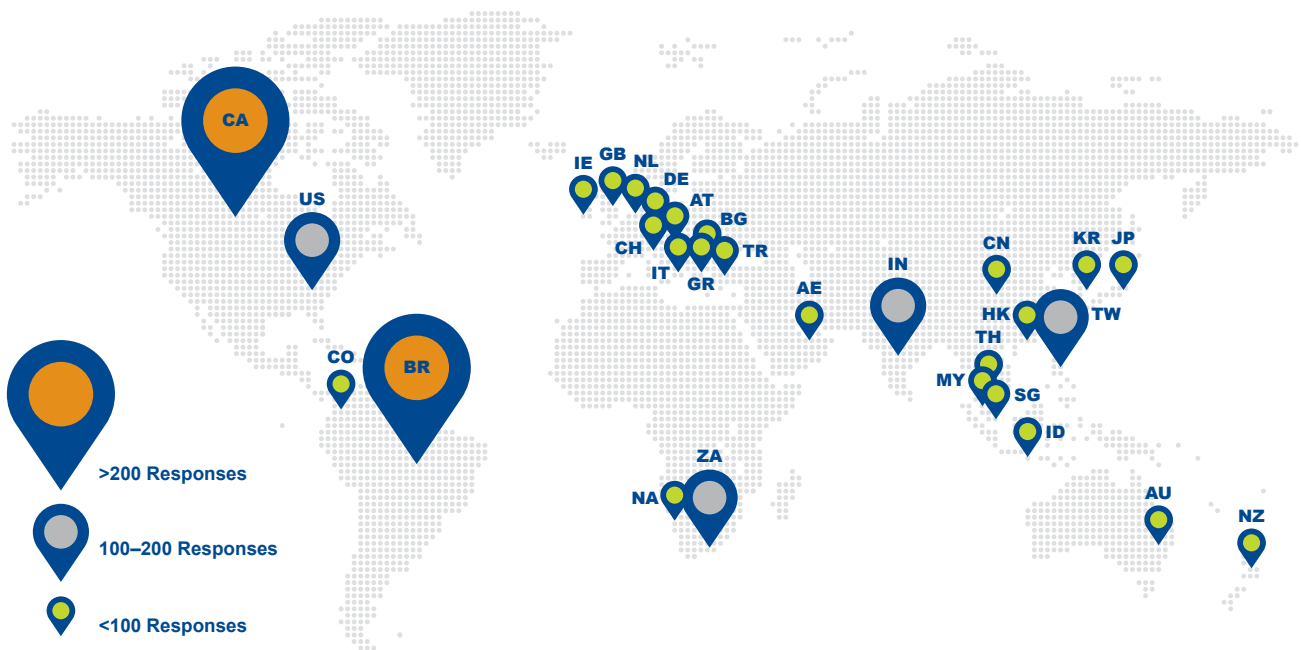 CA
US
IE
GB
NL
DE
AT
BG
CH
IT
GR
TR
AE
IN
CN
KR
JP
HK
TW
TH
MY
SG
ID
CO
BR
ZA
NA
AU
NZ
>200 Responses
100–200 Responses
<100 Responses